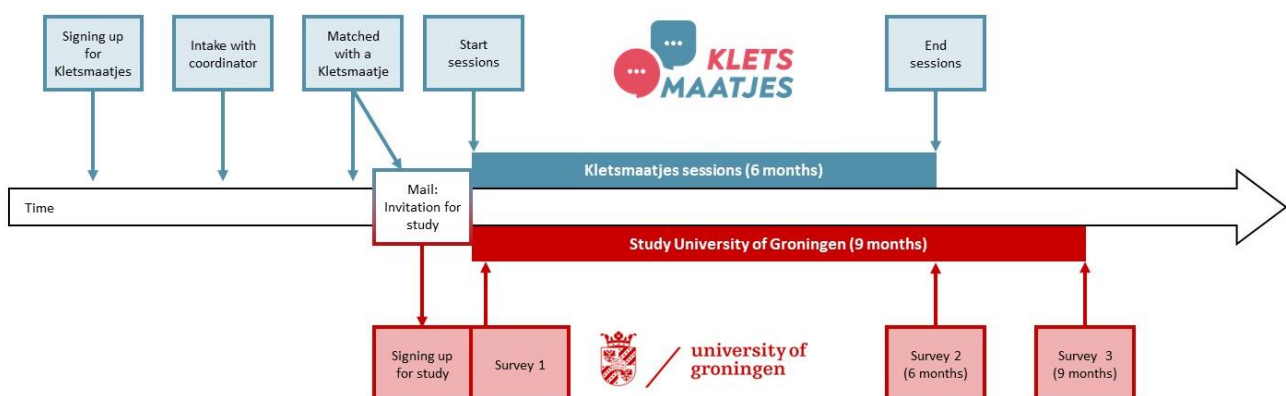 Signing up
for
Kletsmaatjes
Intake with
coordinator
Matched
with a
Kletsmaatje
Start
sessions
KLETS
MAATJES
End
sessions
Kletsmaatjes sessions (6 months)
Time
Mail:
Invitation for
study
Study University of Groningen (9 months)
Signing up
for study
Survey 1
university of
groningen
Survey 2
(6 months)
Survey 3
(9 months)